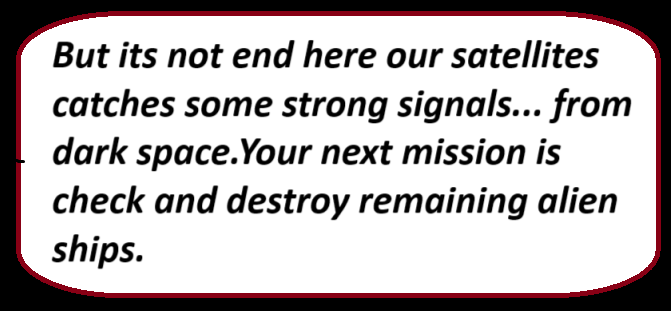 But its not end here our satellites
catches some strong signals... from
dark space.Your next mission is
check and destroy remaining alien
ships.